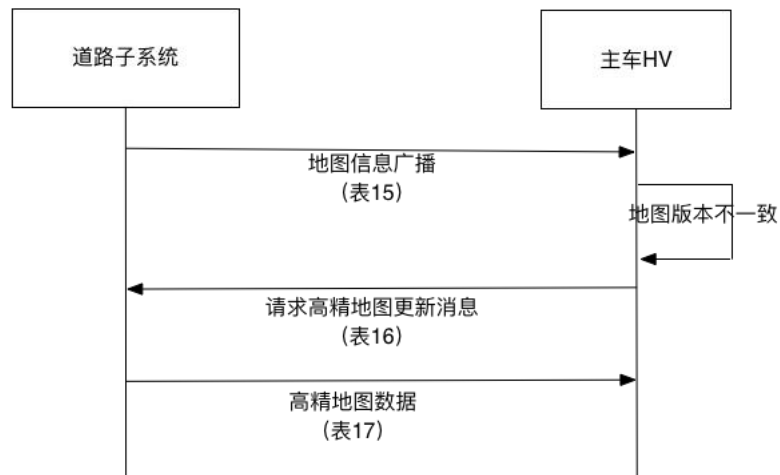 道路子系统
主车HV
地图信息广播
（表15）
地图版本不一致
请求高精地图更新消息
（表16）
高精地图数据
（表17）